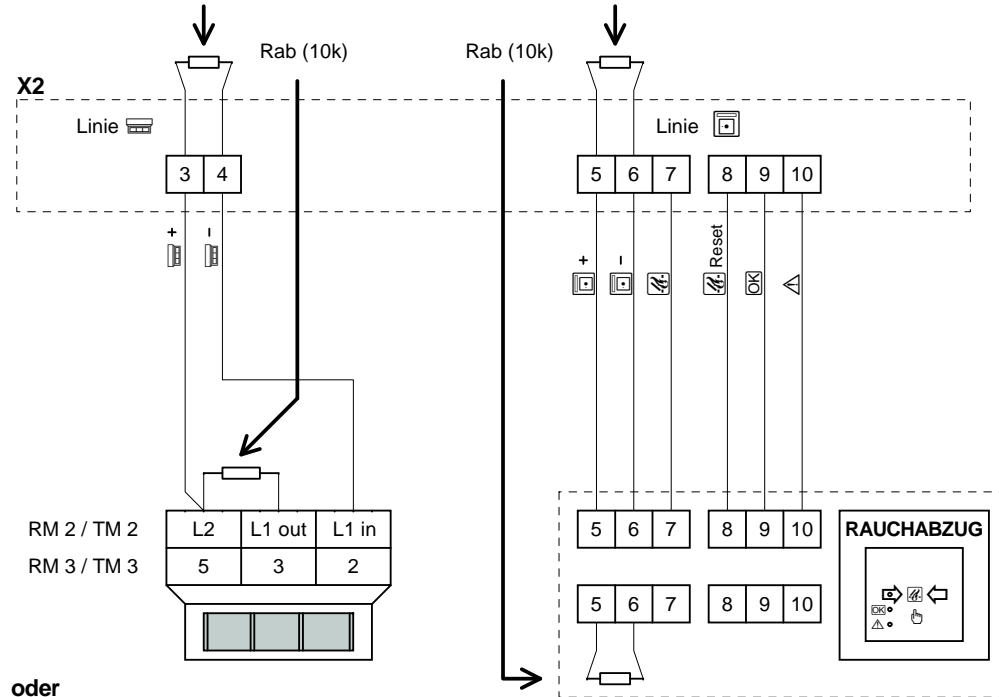 Rab (10k) Rab (10k)
X2
Linie Linie
3 4 5 6 7 8 9 10
+ − + − Reset OK
RM 2 / TM 2 L2 L1 out L1 in 5 6 7 8 9 10 RAUCHABZUG
RM 3 / TM 3 5 3 2
5 6 7 8 9 10
OK
oder